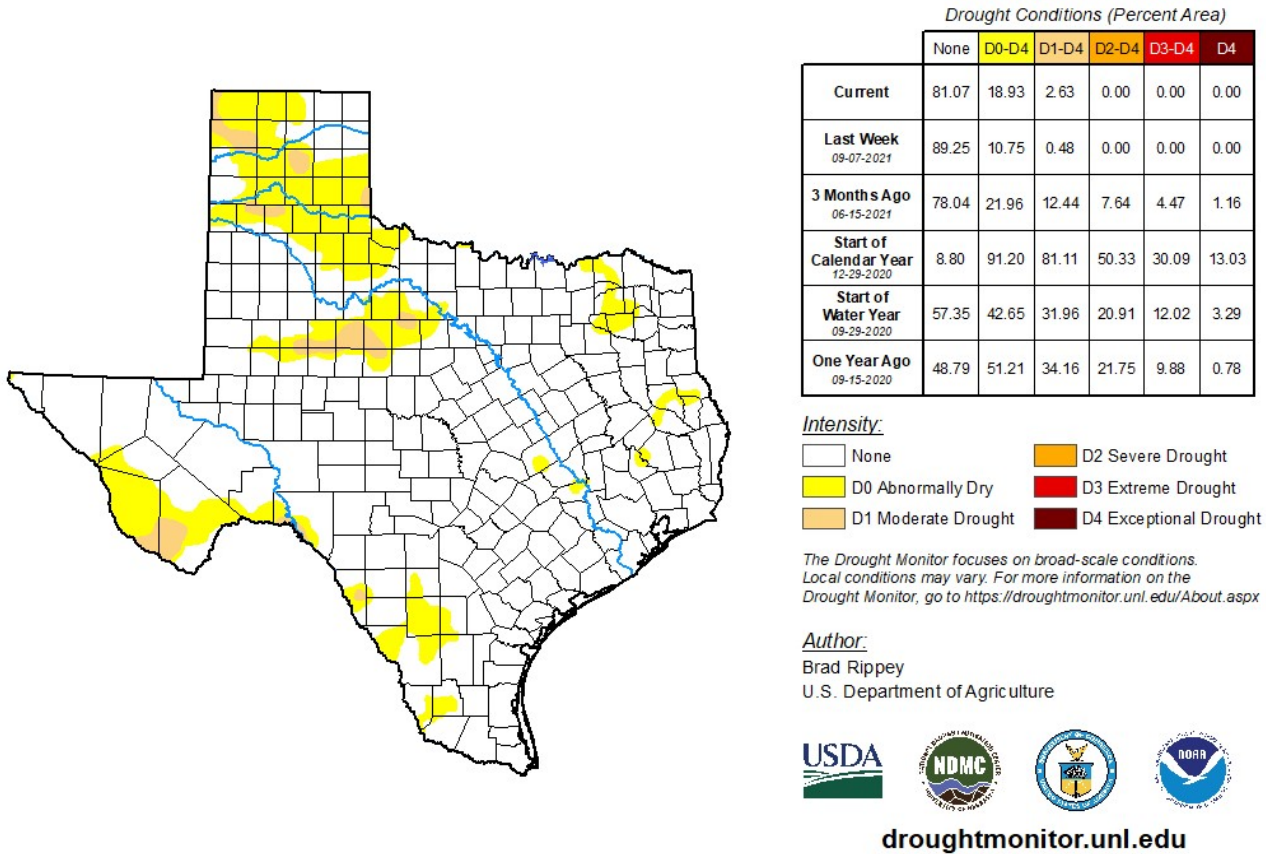 Drought Conditions (Percent Area)
None D0-D4 D1-D4 D2-D4 D3-D4 D4
Current 81.07 18.93 2.63 0.00 0.00 0.00
Last Week
09-07-2021 89.25 10.75 0.48 0.00 0.00 0.00
3 Months Ago
06-15-2021 78.04 21.96 12.44 7.64 4.47 1.16
Start of
Calendar Year
12-29-2020 8.80 91.20 81.11 50.33 30.09 13.03
Start of
Water Year
09-29-2020 57.35 42.65 31.96 20.91 12.02 3.29
One Year Ago
09-15-2020 48.79 51.21 34.16 21.75 9.88 0.78
Intensity:
None
D0 Abnormally Dry
D1 Moderate Drought
D2 Severe Drought
D3 Extreme Drought
D4 Exceptional Drought
The Drought Monitor focuses on broad-scale conditions.
Local conditions may vary. For more information on the
Drought Monitor, go to https://droughtmonitor.unl.edu/About.aspx
Author:
Brad Rippey
U.S. Department of Agriculture
USDA
NDMC
NOAA
droughtmonitor.unl.edu